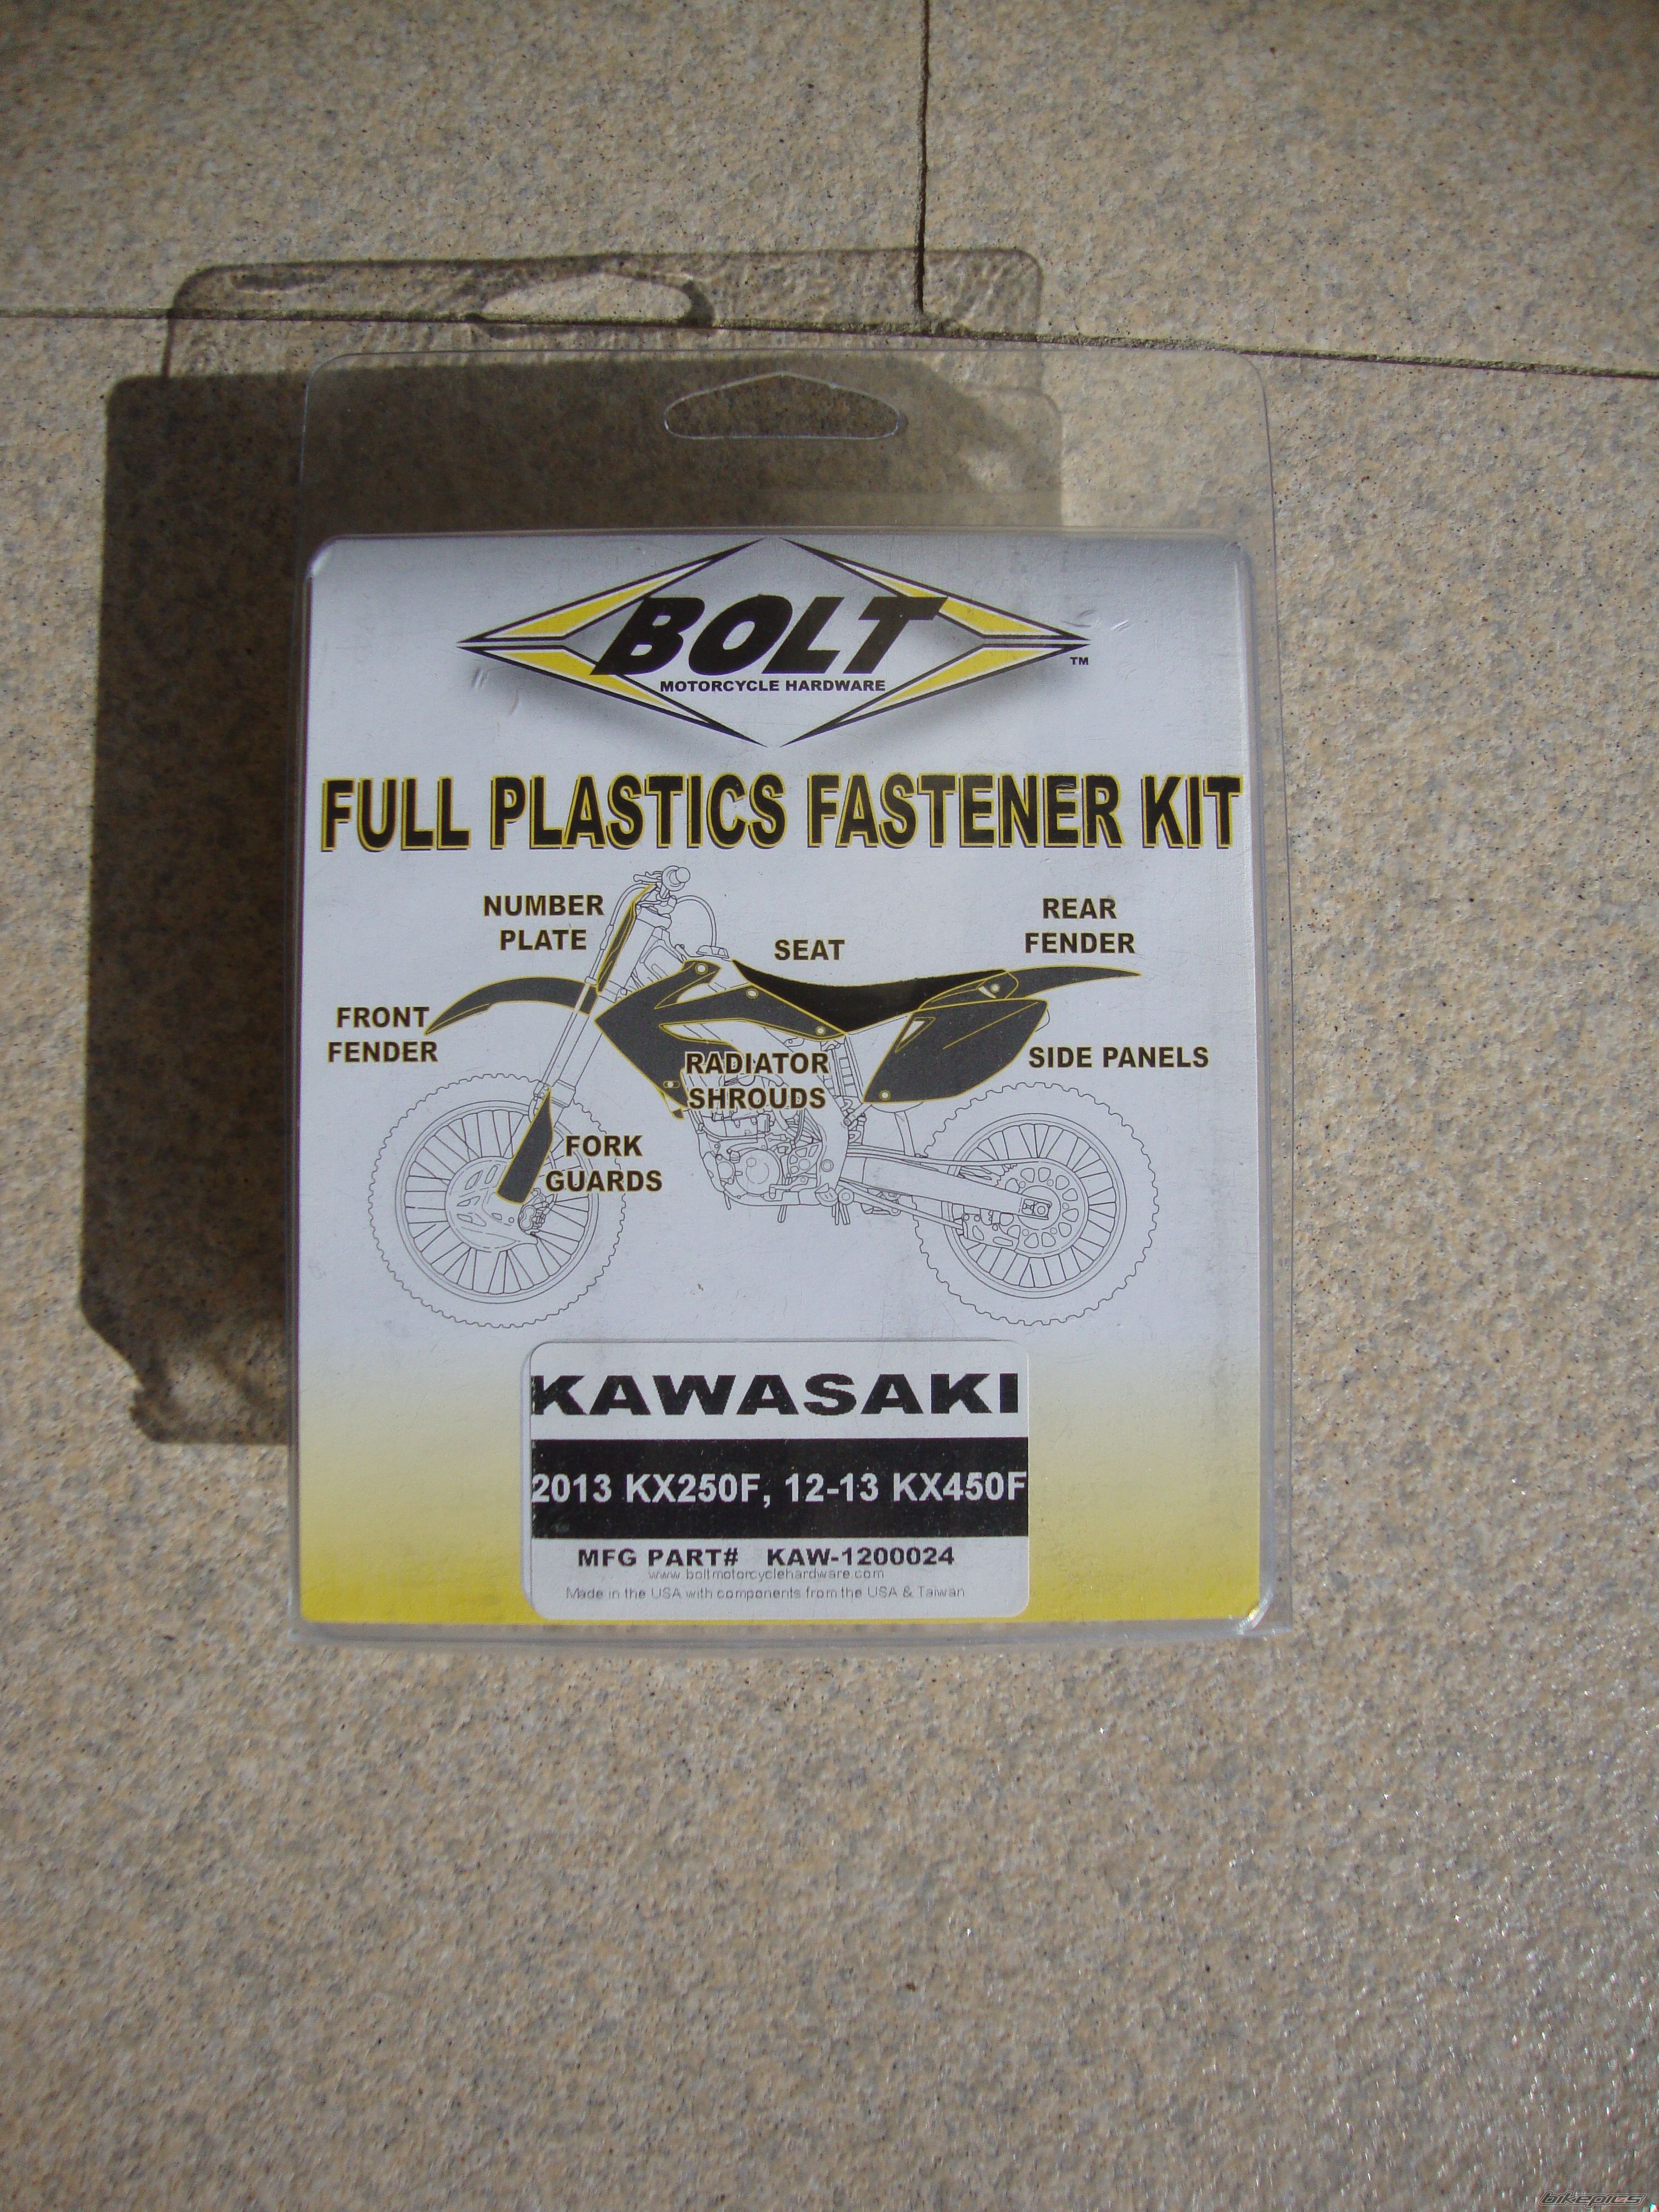 BOLT
MOTORCYCLE HARDWARE
TM
FULL PLASTICS FASTENER KIT
NUMBER
PLATE
SEAT
REAR
FENDER
FRONT
FENDER
RADIATOR
SHROUDS
SIDE PANELS
FORK
GUARDS
KAWASAKI
2013 KX250F, 12-13 KX450F
MFG PART# KAW-1200024
www.boltmotorcyclehardware.com
Made in the USA with components from the USA & Taiwan
bikepics